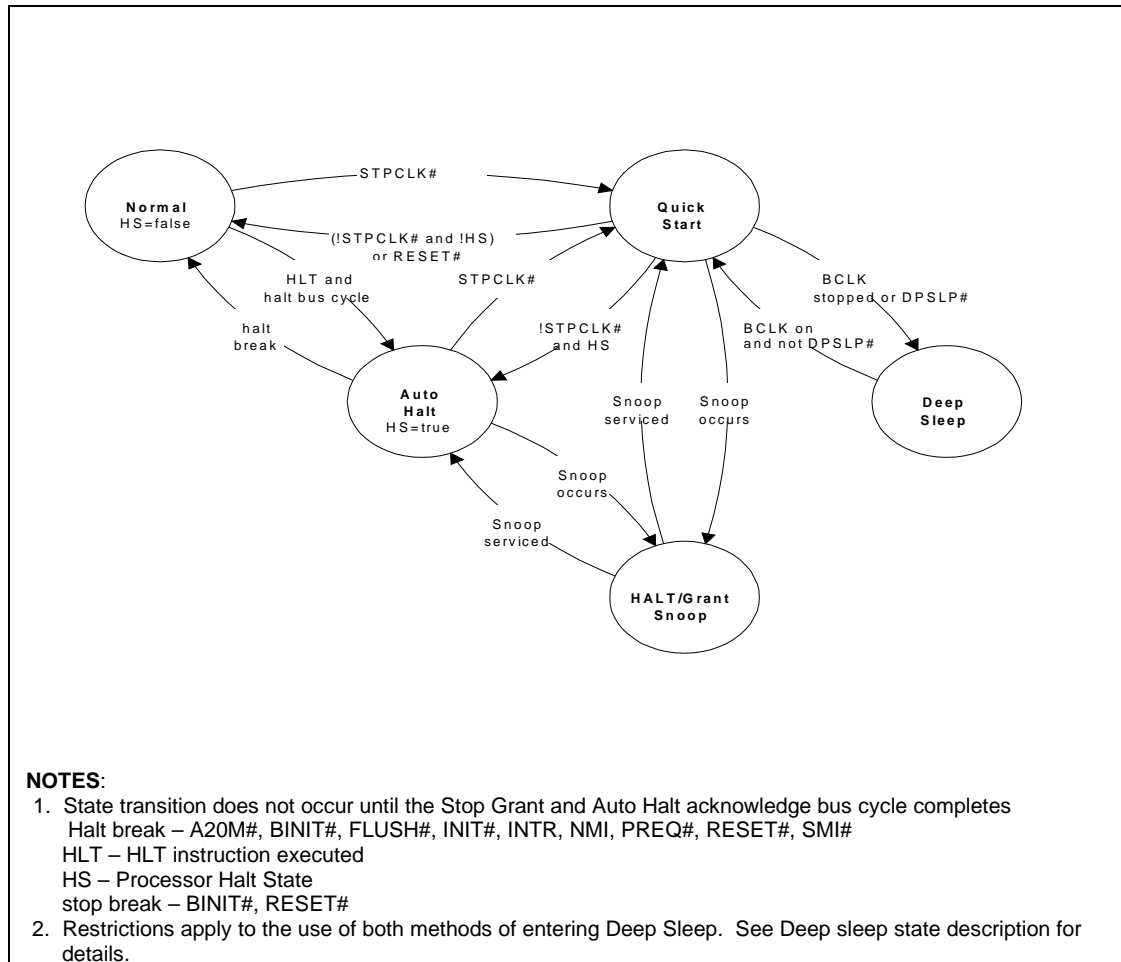 STPCLK#
Normal
HS=false
Quick
Start
(!STPCLK# and !HS)
or RESET#
STPCLK#
HLT and
halt bus cycle
BCLK
stopped or DPSLP#
halt
break
!STPCLK#
and HS
BCLK on
and not DPSLP#
Auto
Halt
HS=true
Snoop
serviced
Snoop
occurs
Deep
Sleep
Snoop
occurs
Snoop
serviced
HALT/Grant
Snoop
NOTES:
1. State transition does not occur until the Stop Grant and Auto Halt acknowledge bus cycle completes
Halt break – A20M#, BINIT#, FLUSH#, INIT#, INTR, NMI, PREQ#, RESET#, SMI#
HLT – HLT instruction executed
HS – Processor Halt State
stop break – BINIT#, RESET#
2. Restrictions apply to the use of both methods of entering Deep Sleep. See Deep sleep state description for
details.